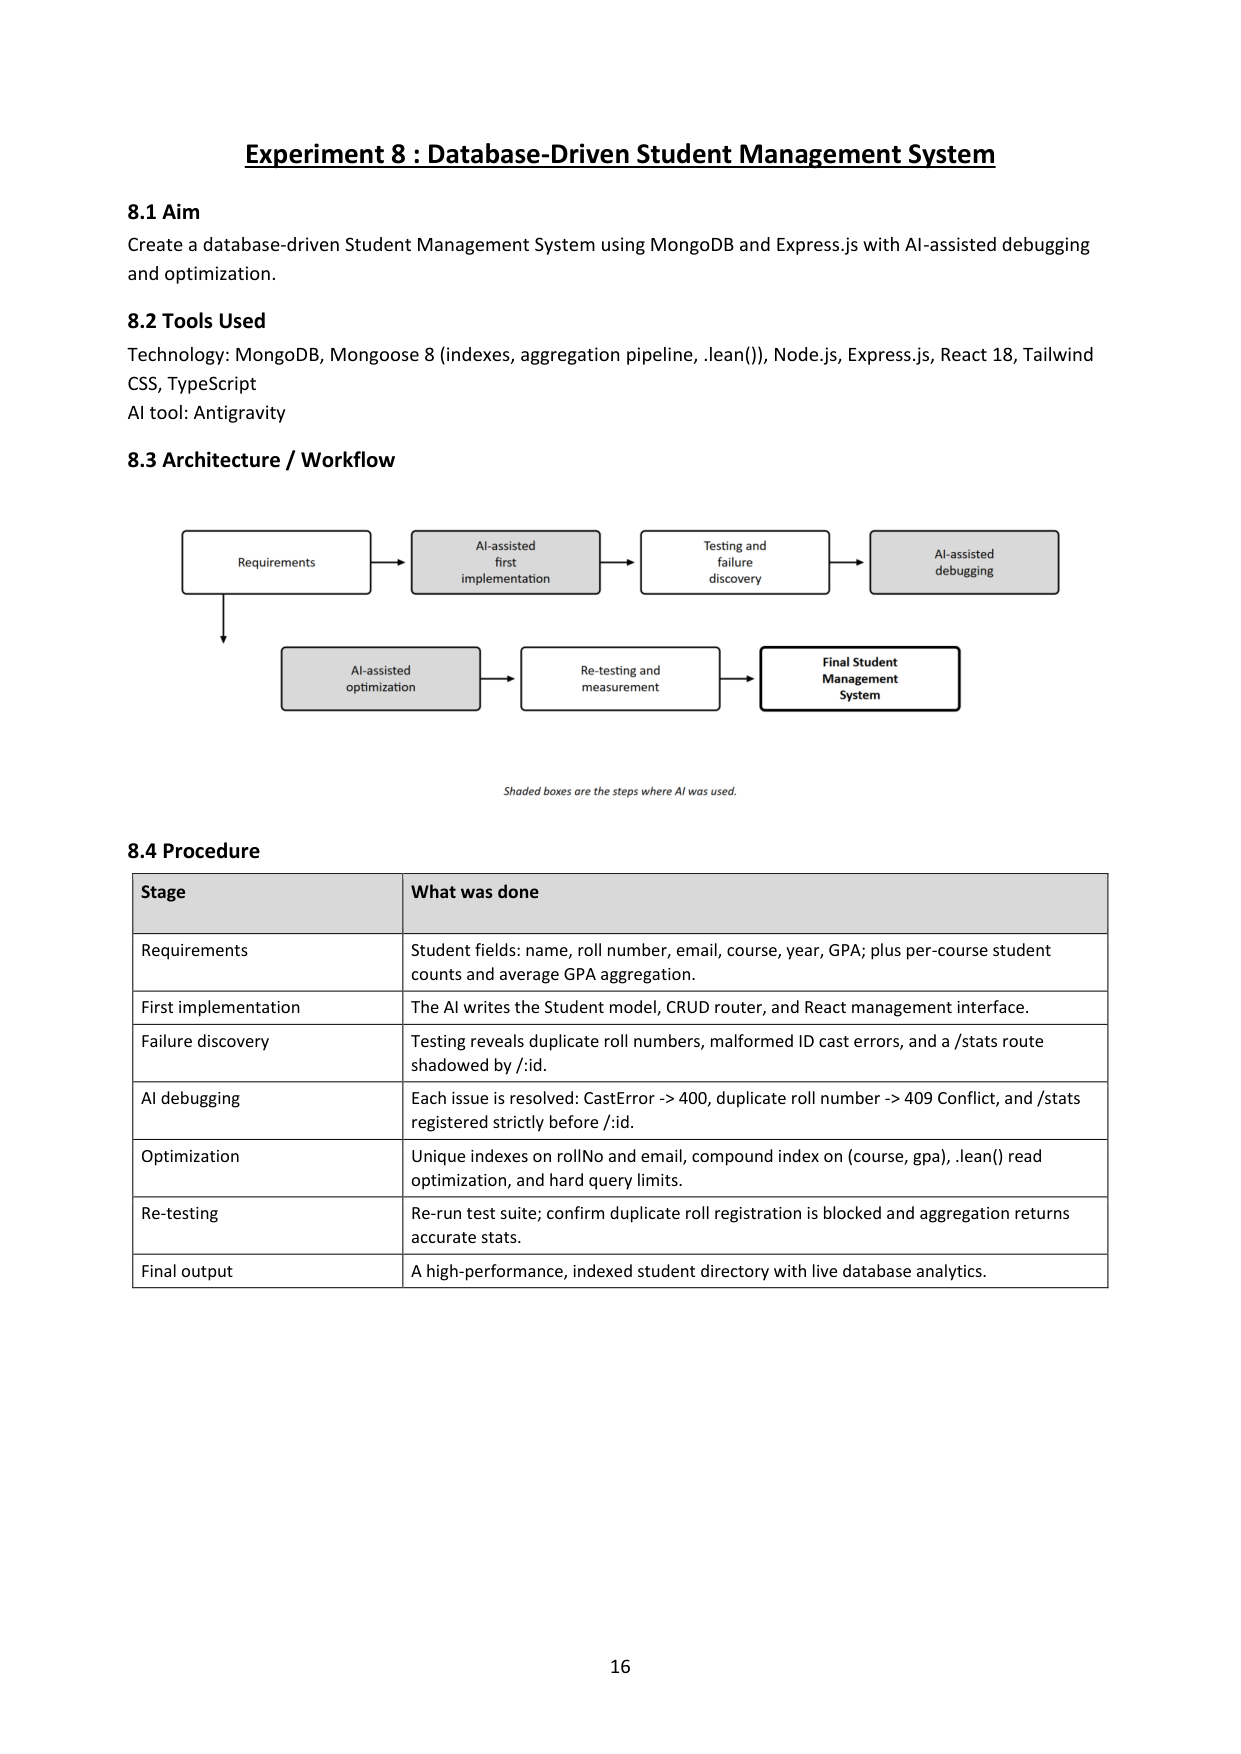 Experiment 8 : Database-Driven Student Management System
8.1 Aim
Create a database-driven Student Management System using MongoDB and Express.js with AI-assisted debugging
and optimization.
8.2 Tools Used
Technology: MongoDB, Mongoose 8 (indexes, aggregation pipeline, .lean()), Node.js, Express.js, React 18, Tailwind
CSS, TypeScript
AI tool: Antigravity
8.3 Architecture / Workflow
Requirements
AI-assisted
first
implementation
Testing and
failure
discovery
AI-assisted
debugging
AI-assisted
optimization
Re-testing and
measurement
Final Student
Management
System
Shaded boxes are the steps where AI was used.
8.4 Procedure
Stage
What was done
Requirements
Student fields: name, roll number, email, course, year, GPA; plus per-course student
counts and average GPA aggregation.
First implementation
The AI writes the Student model, CRUD router, and React management interface.
Failure discovery
Testing reveals duplicate roll numbers, malformed ID cast errors, and a /stats route
shadowed by /:id.
AI debugging
Each issue is resolved: CastError -> 400, duplicate roll number -> 409 Conflict, and /stats
registered strictly before /:id.
Optimization
Unique indexes on rollNo and email, compound index on (course, gpa), .lean() read
optimization, and hard query limits.
Re-testing
Re-run test suite; confirm duplicate roll registration is blocked and aggregation returns
accurate stats.
Final output
A high-performance, indexed student directory with live database analytics.
16